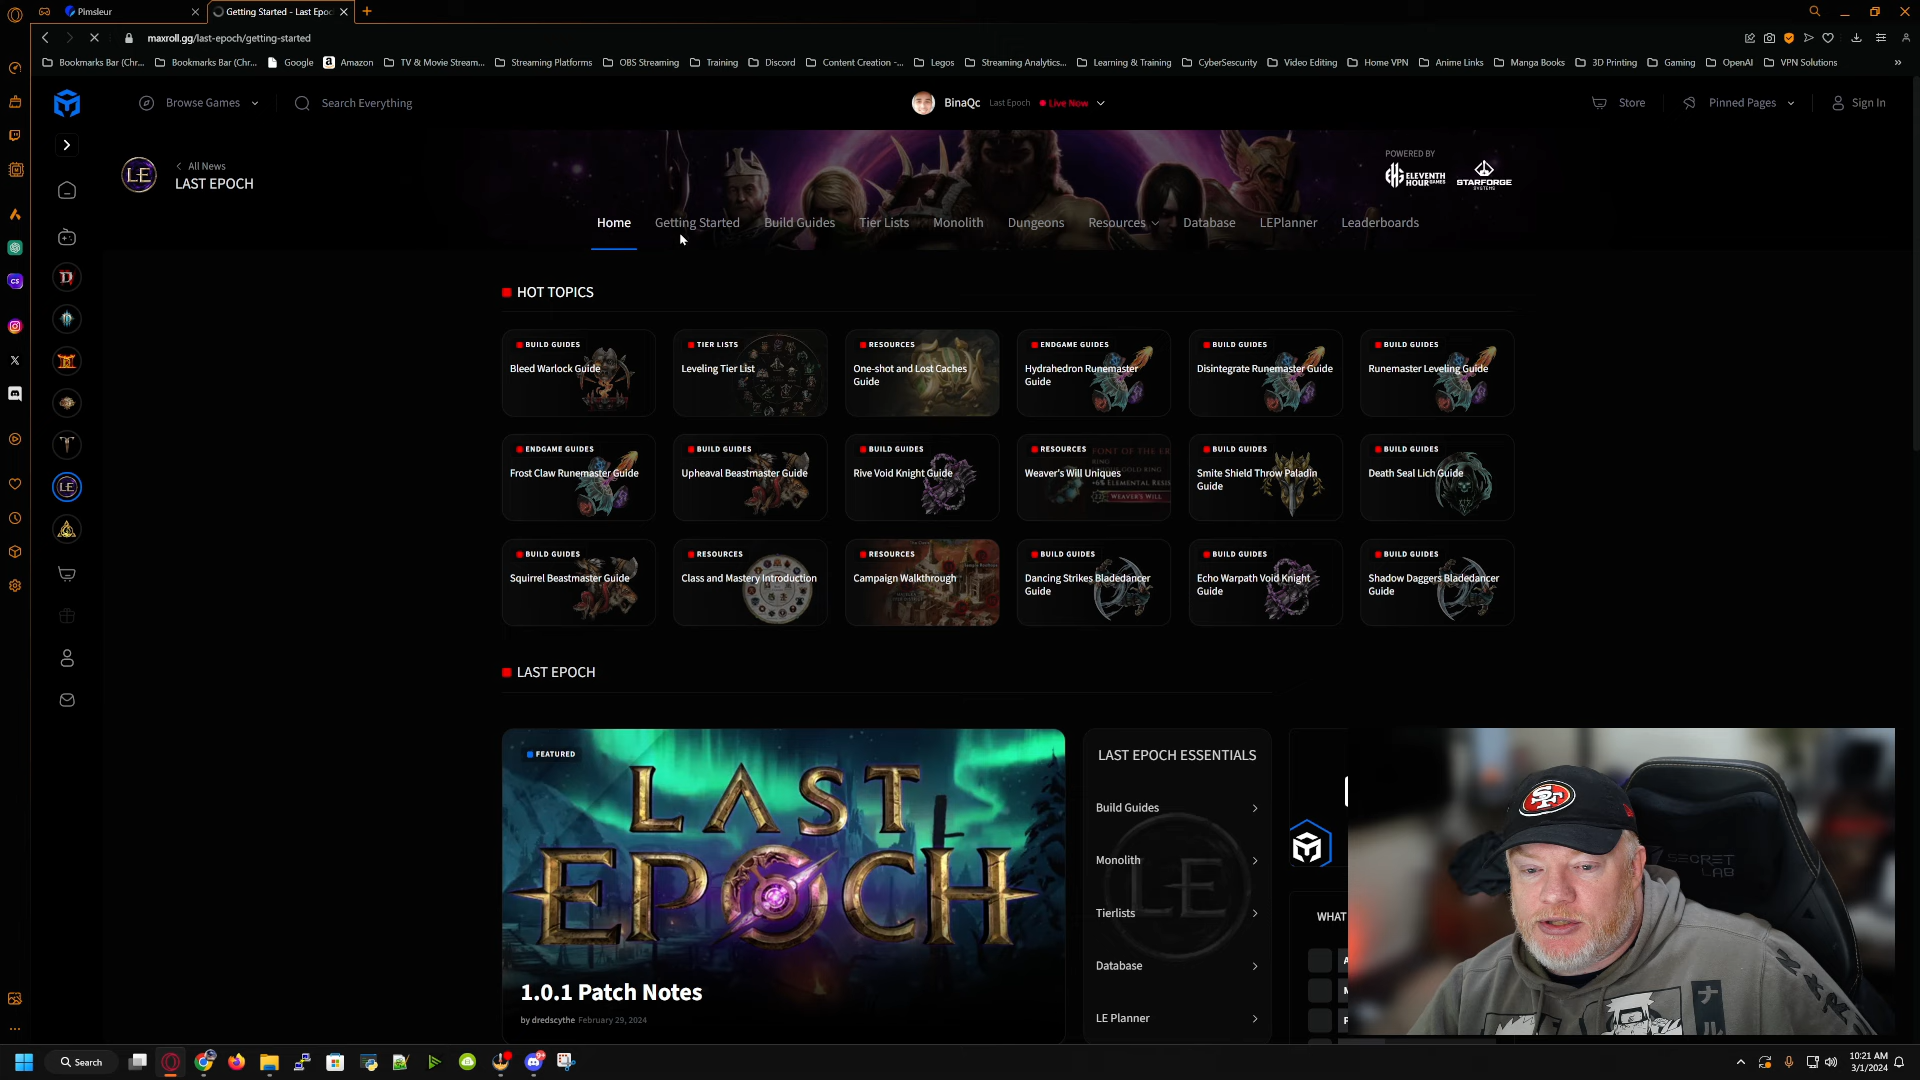 Pimsleur
Getting Started - Last Epoc
maxroll.gg/last-epoch/getting-started
Bookmarks Bar (Chr...
Bookmarks Bar (Chr...
Google
Amazon
TV & Movie Stream...
Streaming Platforms
OBS Streaming
Training
Discord
Content Creation -...
Legos
Streaming Analytics...
Learning & Training
CyberSescurity
Video Editing
Home VPN
Anime Links
Manga Books
3D Printing
Gaming
OpenAI
VPN Solutions
Browse Games
Search Everything
BinaQc Last Epoch Live Now
Store
Pinned Pages
Sign In
All News
LAST EPOCH
POWERED BY
ELEVENTH HOUR GAMES
STARFORGE SYSTEMS
Home
Getting Started
Build Guides
Tier Lists
Monolith
Dungeons
Resources
Database
LEPlanner
Leaderboards
HOT TOPICS
BUILD GUIDES
Bleed Warlock Guide
TIER LISTS
Leveling Tier List
RESOURCES
One-shot and Lost Caches
Guide
ENDGAME GUIDES
Hydrahedron Runemaster
Guide
BUILD GUIDES
Disintegrate Runemaster Guide
BUILD GUIDES
Runemaster Leveling Guide
ENDGAME GUIDES
Frost Claw Runemaster Guide
BUILD GUIDES
Upheaval Beastmaster Guide
BUILD GUIDES
Rive Void Knight Guide
RESOURCES
Weaver's Will Uniques
WEAVER'S WILL
BUILD GUIDES
Smite Shield Throw Paladin
Guide
BUILD GUIDES
Death Seal Lich Guide
BUILD GUIDES
Squirrel Beastmaster Guide
RESOURCES
Class and Mastery Introduction
RESOURCES
Campaign Walkthrough
BUILD GUIDES
Dancing Strikes Bladedancer
Guide
BUILD GUIDES
Echo Warpath Void Knight
Guide
BUILD GUIDES
Shadow Daggers Bladedancer
Guide
LAST EPOCH
FEATURED
LAST
EPOCH
1.0.1 Patch Notes
by dredscythe February 29, 2024
LAST EPOCH ESSENTIALS
Build Guides
Monolith
Tierlists
Database
LE Planner
WHAT
SF
SECRET
LAB
ナ
ル
Search
10:21 AM
3/1/2024